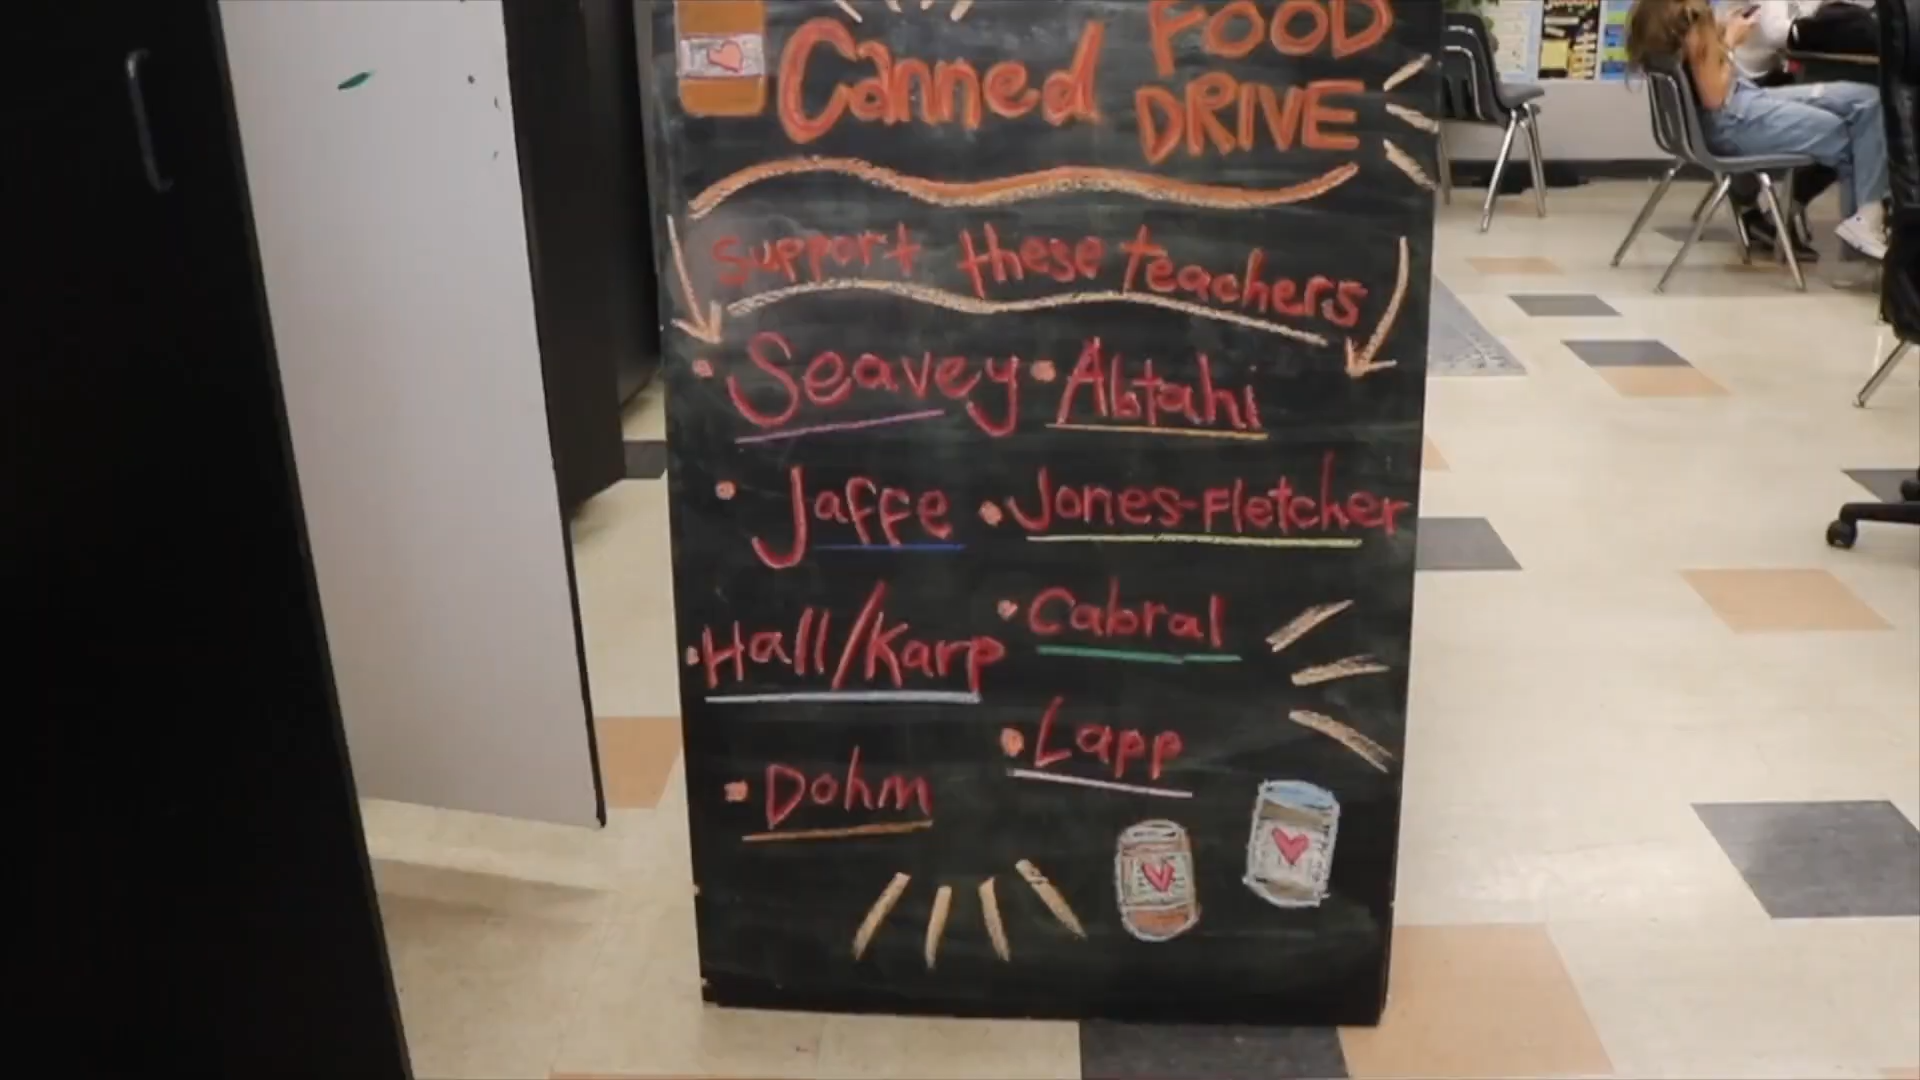 Canned FOOD
DRIVE
support these teachers
• Seavey • Abtahi
• Jaffe • Jones-Fletcher
• Hall/Karp • Cabral
• Dohm • Lapp